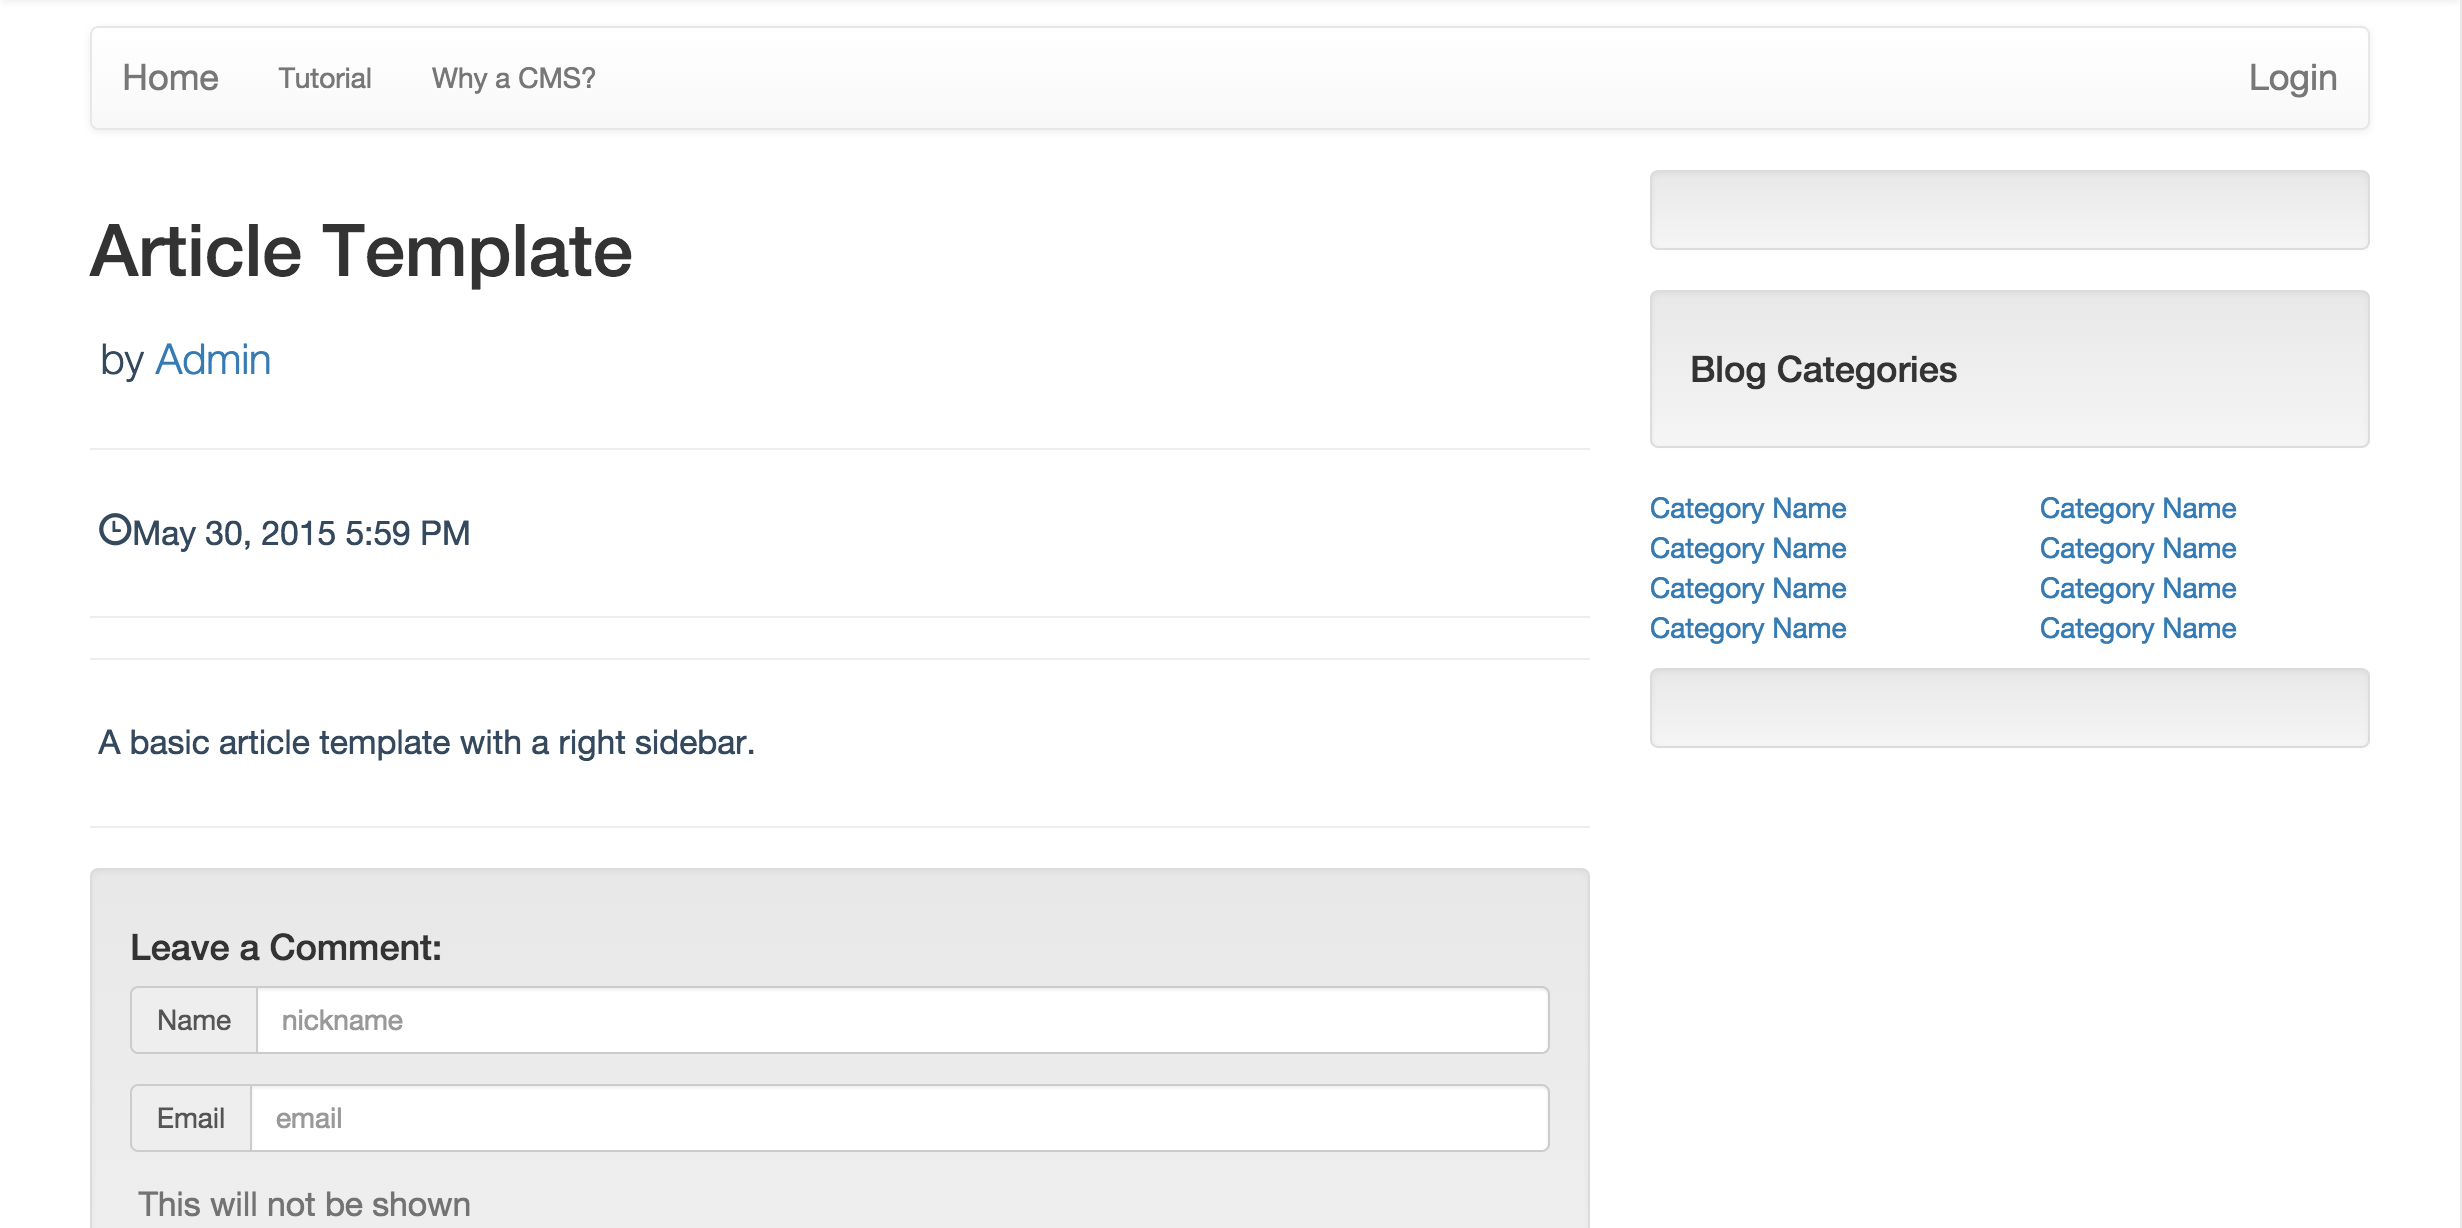 Home Tutorial Why a CMS? Login
Article Template
by Admin
May 30, 2015 5:59 PM
A basic article template with a right sidebar.
Leave a Comment:
Name nickname
Email email
This will not be shown
Blog Categories
Category Name Category Name
Category Name Category Name
Category Name Category Name
Category Name Category Name